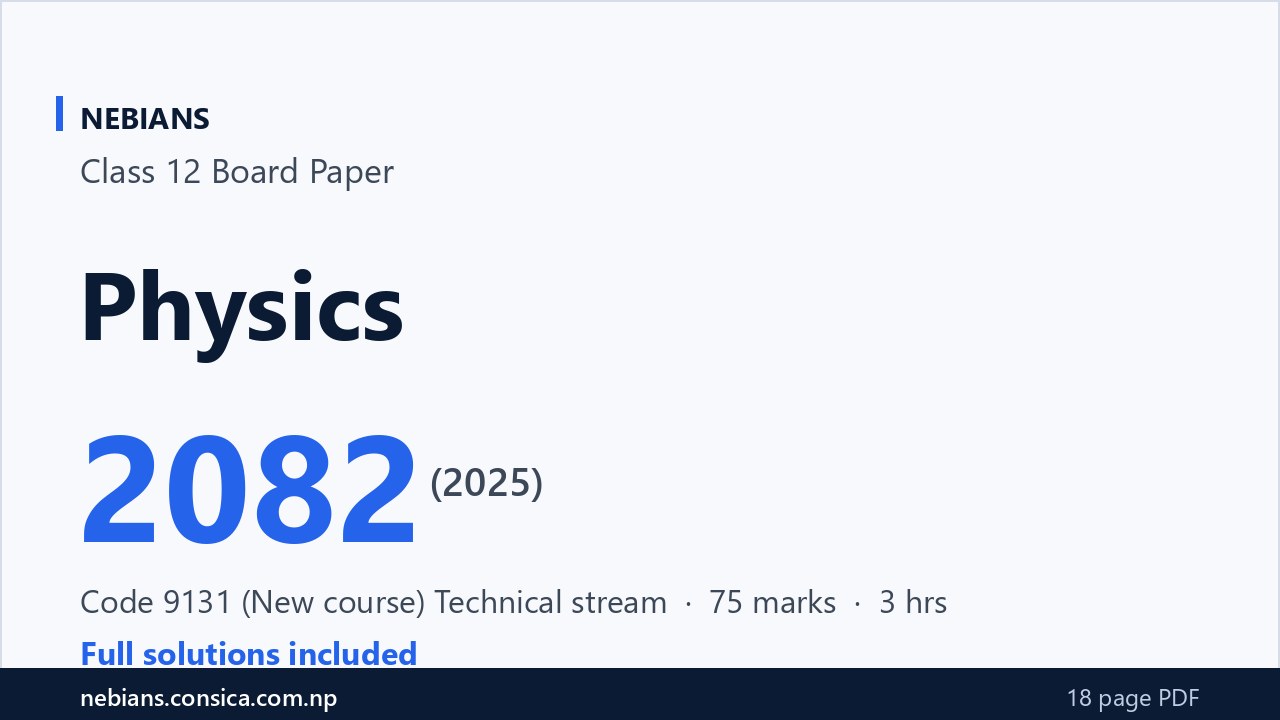 NEBIANS
Class 12 Board Paper
Physics
2082 (2025)
Code 9131 (New course) Technical stream · 75 marks · 3 hrs
Full solutions included
nebians.consica.com.np
18 page PDF